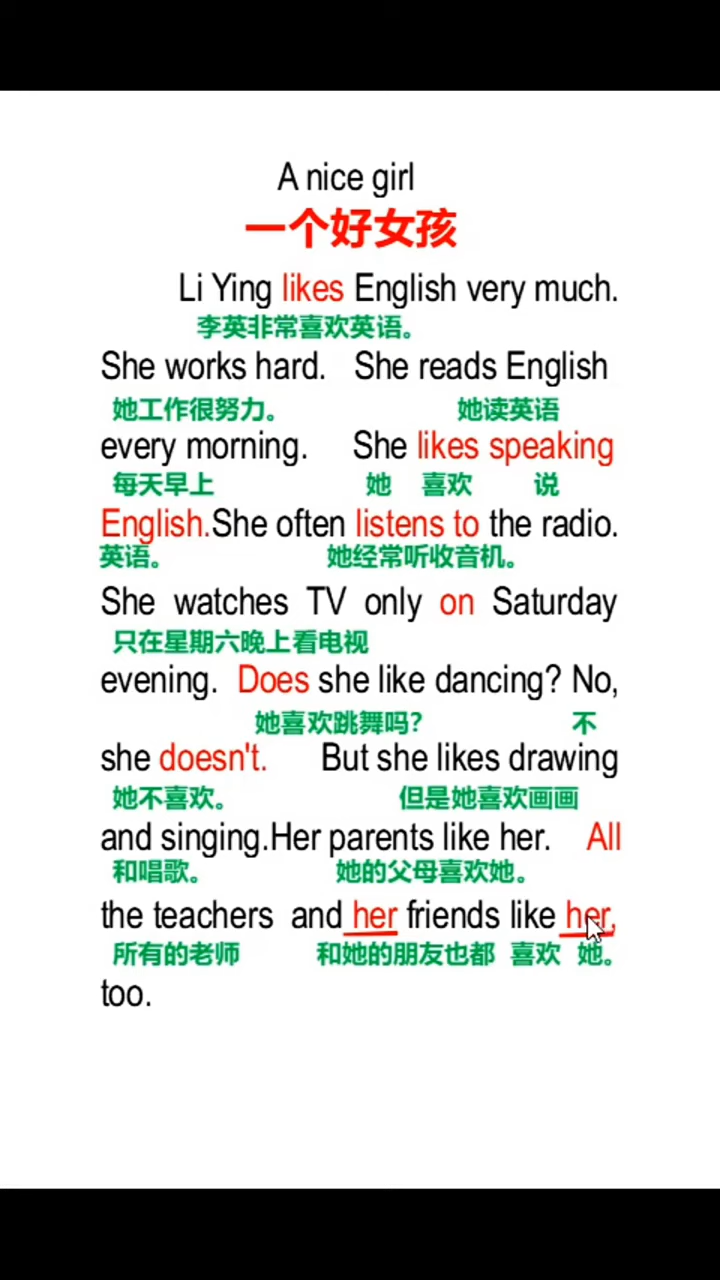 A nice girl
一个好女孩
Li Ying likes English very much.
李英非常喜欢英语。
She works hard. She reads English
她工作很努力。 她读英语
every morning. She likes speaking
每天早上 她 喜欢 说
English.She often listens to the radio.
英语。 她经常听收音机。
She watches TV only on Saturday
只在星期六晚上看电视
evening. Does she like dancing? No,
她喜欢跳舞吗? 不
she doesn't. But she likes drawing
她不喜欢。 但是她喜欢画画
and singing.Her parents like her. All
和唱歌。 她的父母喜欢她。
the teachers and her friends like her,
所有的老师 和她的朋友也都 喜欢 她。
too.